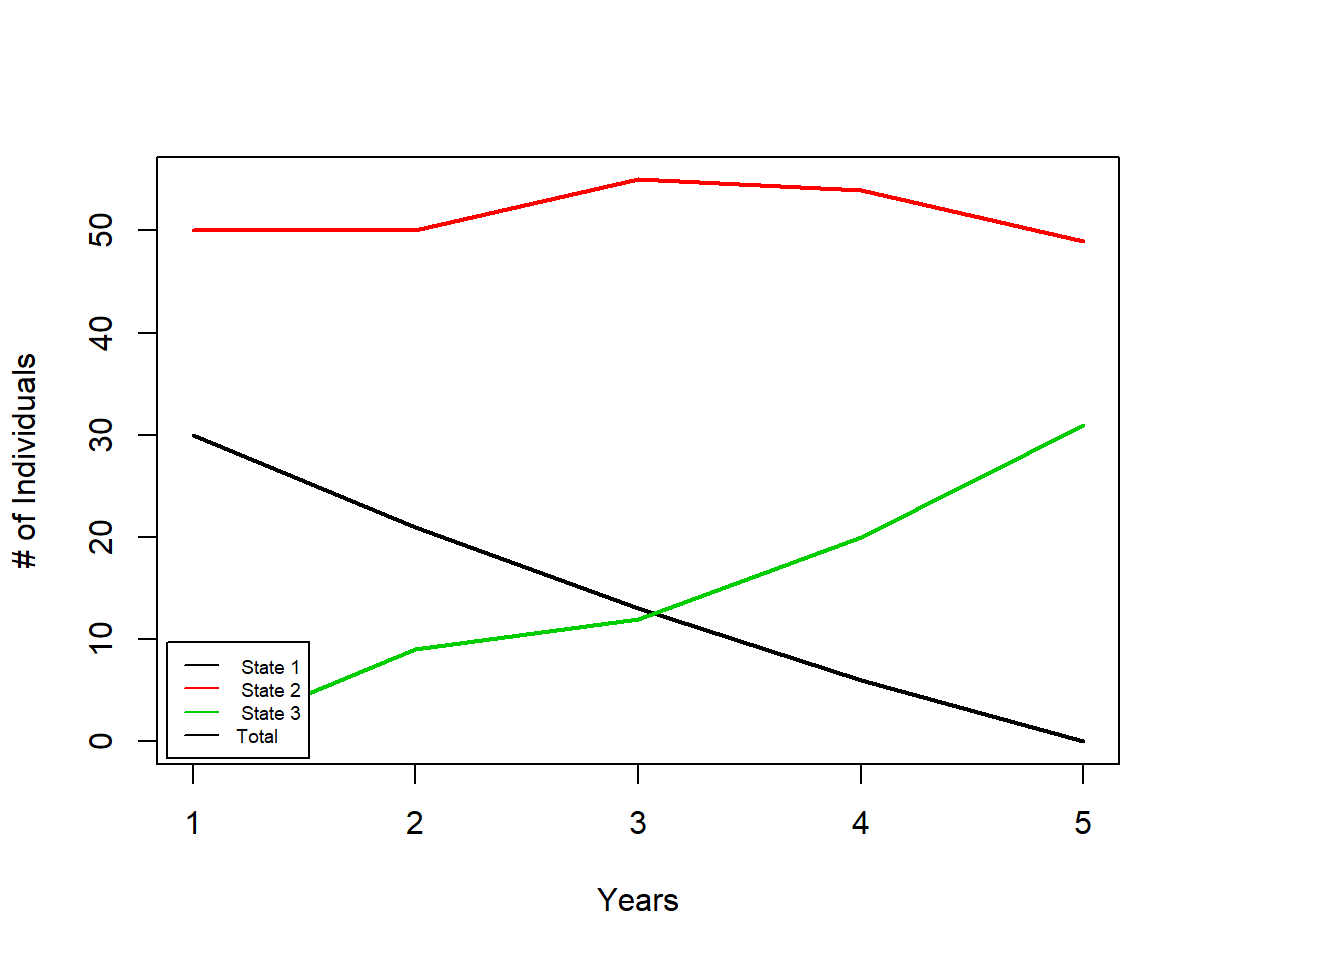 # of Individuals
50
40
30
20
10
0
State 1
State 2
State 3
Total
1 2 3 4 5
Years